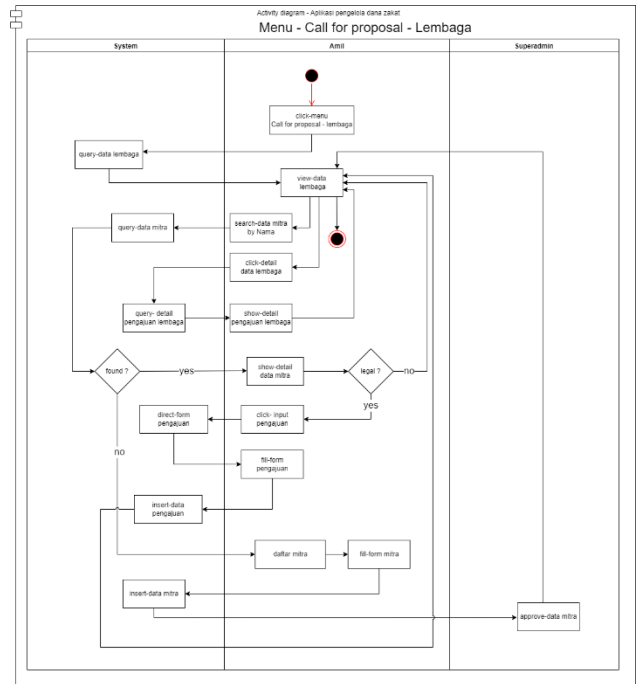 Activity diagram - Aplikasi pengelola dana zakat
Menu - Call for proposal - Lembaga
System
Amil
Superadmin
click-menu
Call for proposal - lembaga
query-data lembaga
view-data
lembaga
query-data mitra
search-data mitra
by Nama
click-detail
data lembaga
query- detail
pengajuan lembaga
show-detail
pengajuan lembaga
found ?
yes
show-detail
data mitra
legal ?
no
yes
direct-form
pengajuan
click- input
pengajuan
no
fill-form
pengajuan
insert-data
pengajuan
daftar mitra
fill-form mitra
insert-data mitra
approve-data mitra